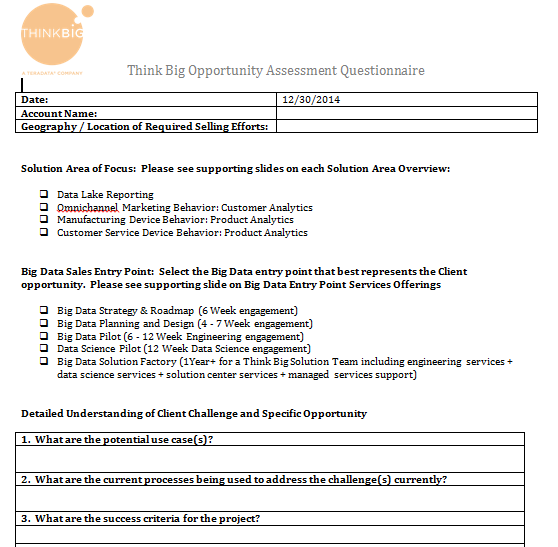 THINKBIG
A TERADATA COMPANY
Think Big Opportunity Assessment Questionnaire
Date: 12/30/2014
Account Name:
Geography / Location of Required Selling Efforts:
Solution Area of Focus: Please see supporting slides on each Solution Area Overview:
❑ Data Lake Reporting
❑ Omnichannel Marketing Behavior: Customer Analytics
❑ Manufacturing Device Behavior: Product Analytics
❑ Customer Service Device Behavior: Product Analytics
Big Data Sales Entry Point: Select the Big Data entry point that best represents the Client
opportunity. Please see supporting slide on Big Data Entry Point Services Offerings
❑ Big Data Strategy & Roadmap (6 Week engagement)
❑ Big Data Planning and Design (4 - 7 Week engagement)
❑ Big Data Pilot (6 - 12 Week Engineering engagement)
❑ Data Science Pilot (12 Week Data Science engagement)
❑ Big Data Solution Factory (1Year+ for a Think Big Solution Team including engineering services +
data science services + solution center services + managed services support)
Detailed Understanding of Client Challenge and Specific Opportunity
1. What are the potential use case(s)?
2. What are the current processes being used to address the challenge(s) currently?
3. What are the success criteria for the project?